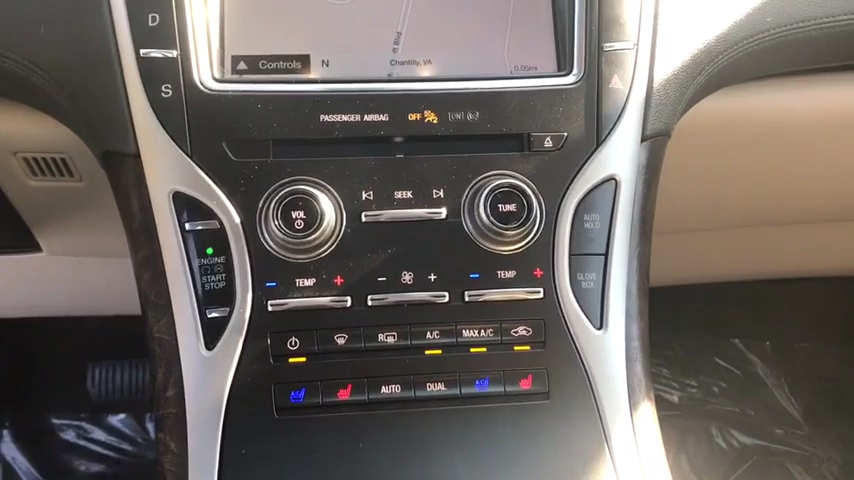 D
Controls
N
Chantilly, VA
0.05mi
S
PASSENGER AIRBAG OFF ON
VOL
SEEK
TUNE
AUTO HOLD
ENGINE START STOP
GLOVE BOX
- TEMP +
- +
- TEMP +
R A/C MAX A/C
AUTO DUAL